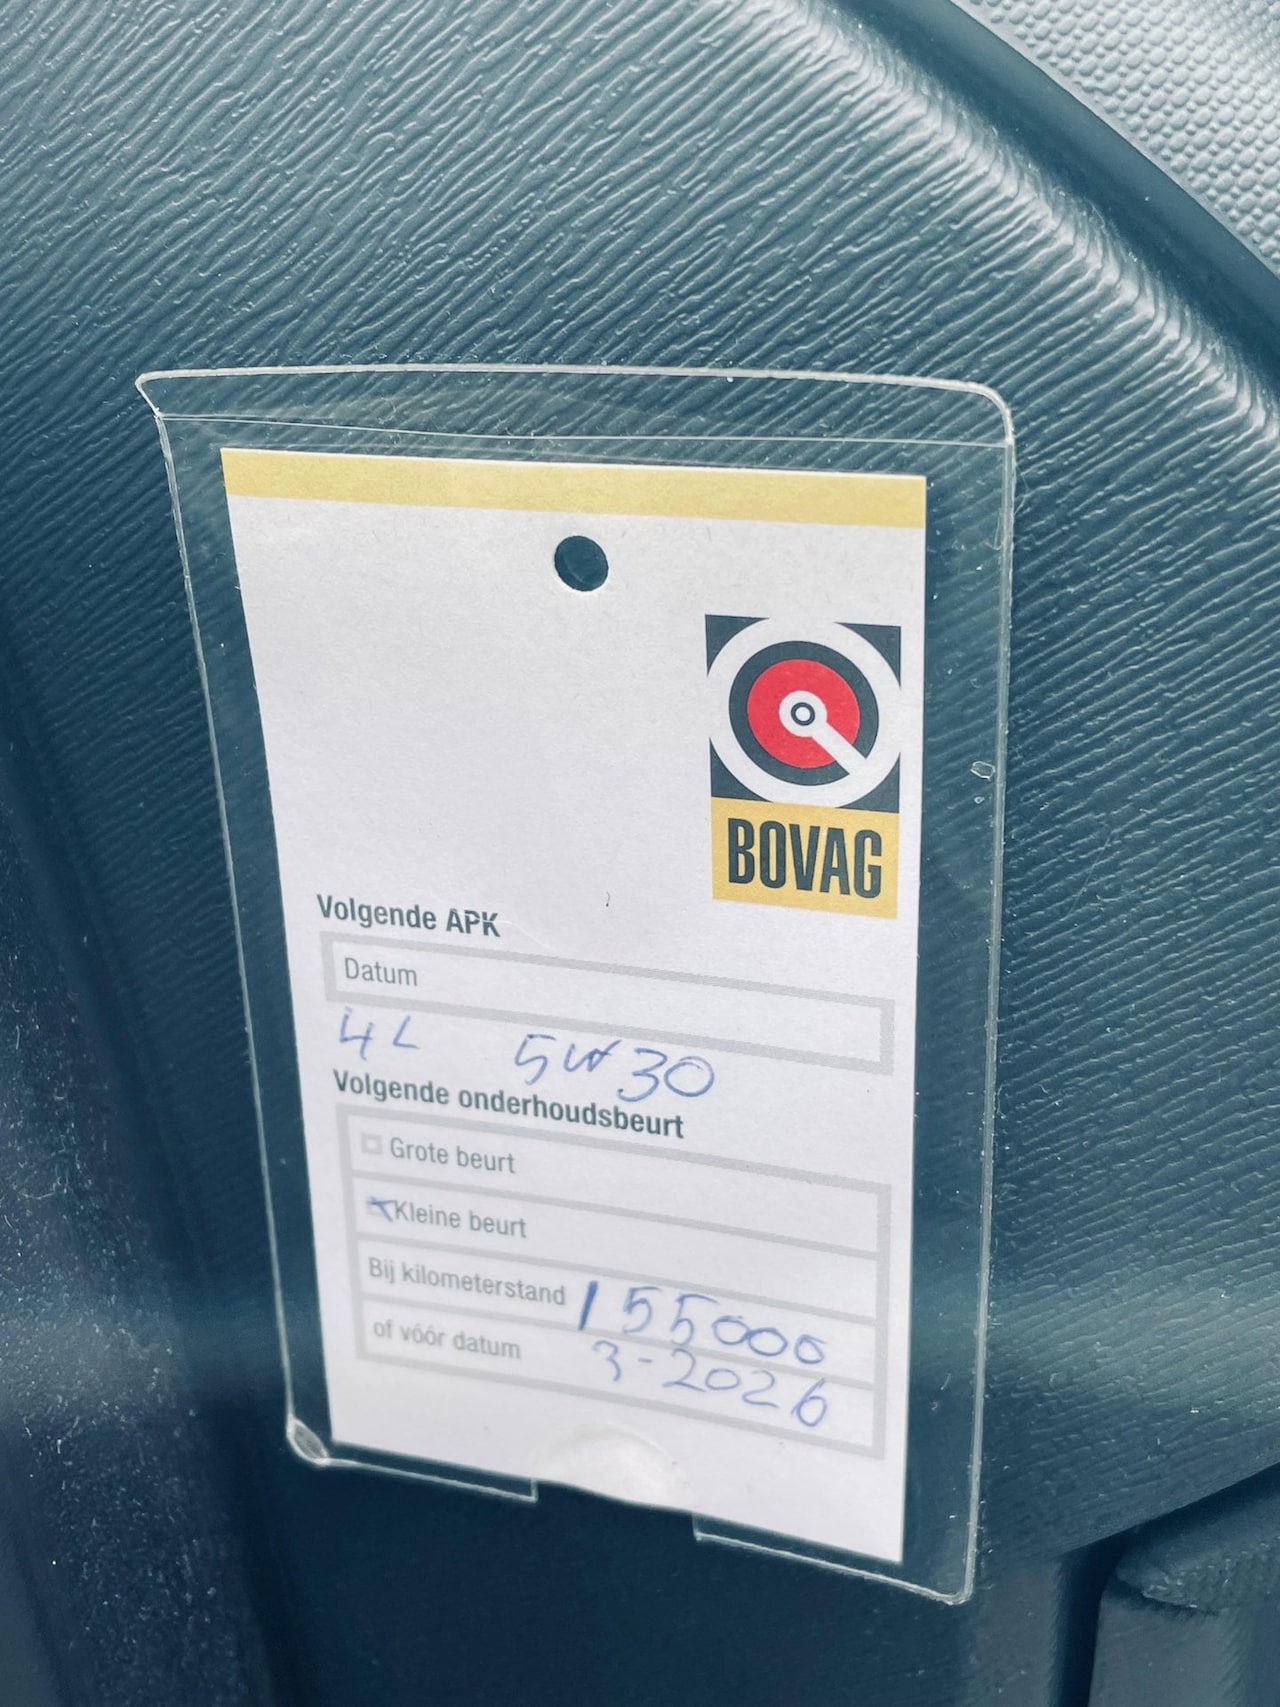 BOVAG
Volgende APK
Datum
4L 5W30
Volgende onderhoudsbeurt
Grote beurt
Kleine beurt
Bij kilometerstand 155000
of vóór datum 3-2026